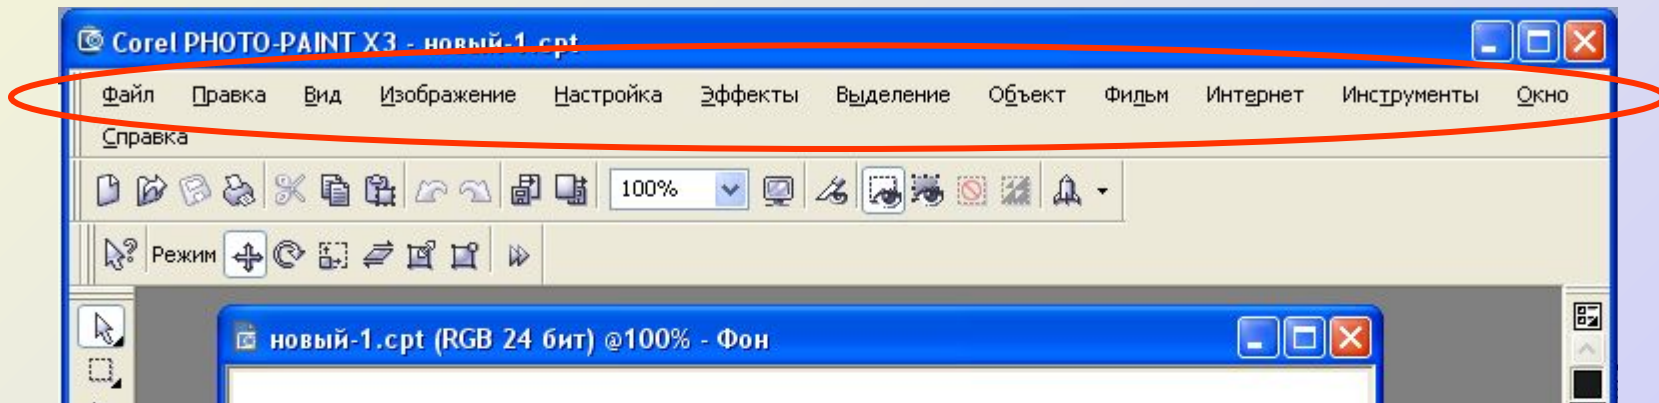 Corel PHOTO-PAINT X3 - новый-1.cpt
Файл Правка Вид Изображение Настройка Эффекты Выделение Объект Фильм Интернет Инструменты Окно
Справка
100%
Режим
новый-1.cpt (RGB 24 бит) @100% - Фон